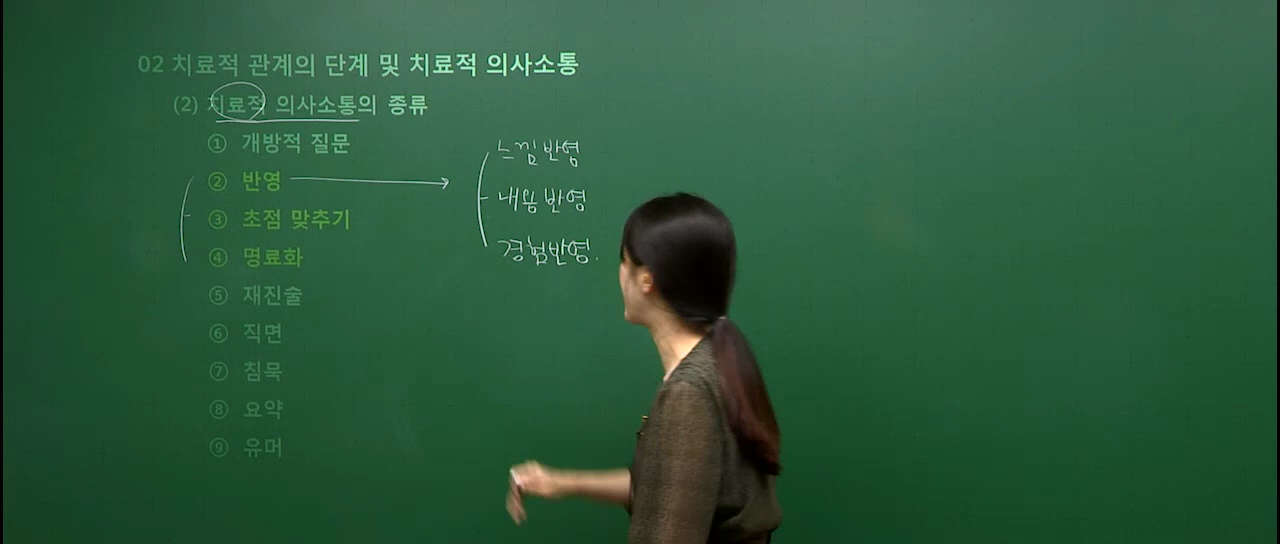 02 치료적 관계의 단계 및 치료적 의사소통
(2) 치료적 의사소통의 종류
① 개방적 질문
② 반영
③ 초점 맞추기
④ 명료화
⑤ 재진술
⑥ 직면
⑦ 침묵
⑧ 요약
⑨ 유머
느낌반영
내용반영
경험반영.